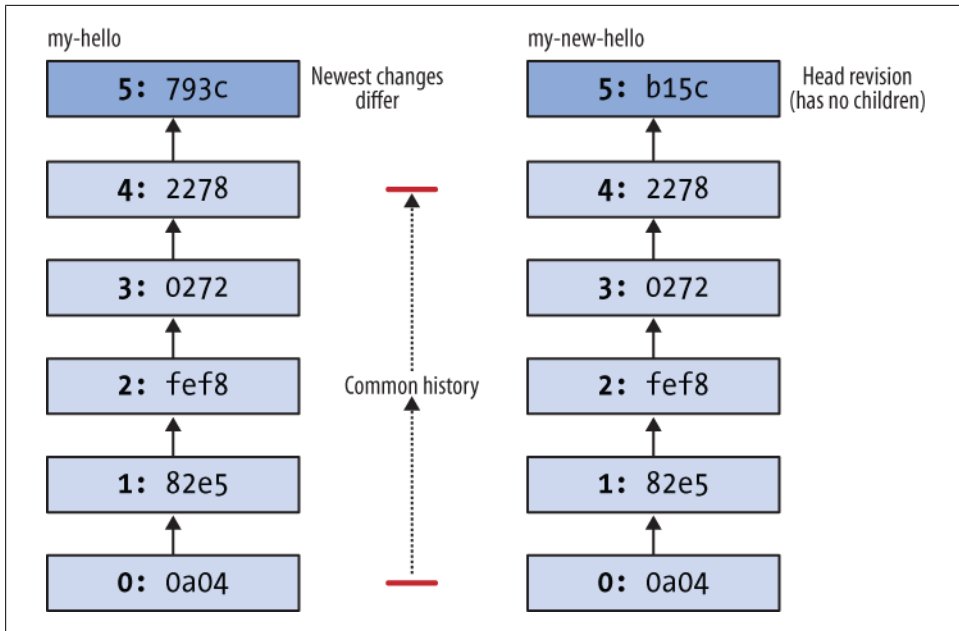 my-hello
my-new-hello
5: 793c
Newest changes
differ
5: b15c
Head revision
(has no children)
4: 2278
4: 2278
3: 0272
3: 0272
2: fef8
Common history
2: fef8
1: 82e5
1: 82e5
0: 0a04
0: 0a04